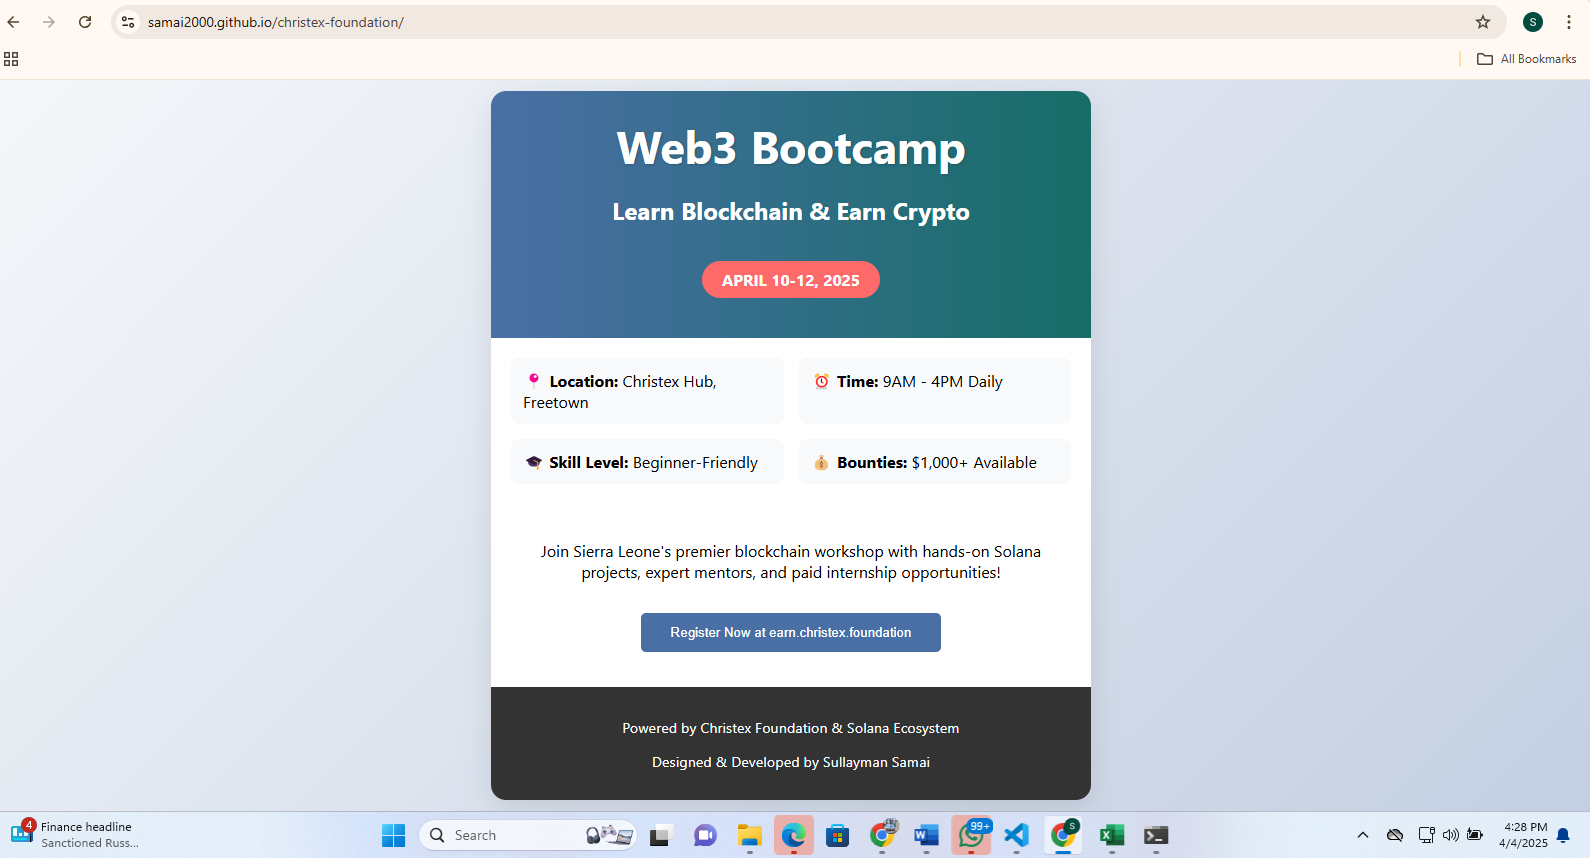 samai2000.github.io/christex-foundation/
S
All Bookmarks
Web3 Bootcamp
Learn Blockchain & Earn Crypto
APRIL 10-12, 2025
Location: Christex Hub,
Freetown
Time: 9AM - 4PM Daily
Skill Level: Beginner-Friendly
Bounties: $1,000+ Available
Join Sierra Leone's premier blockchain workshop with hands-on Solana
projects, expert mentors, and paid internship opportunities!
Register Now at earn.christex.foundation
Powered by Christex Foundation & Solana Ecosystem
Designed & Developed by Sullayman Samai
4
Finance headline
Sanctioned Russ...
Search
99+
S
4:28 PM
4/4/2025